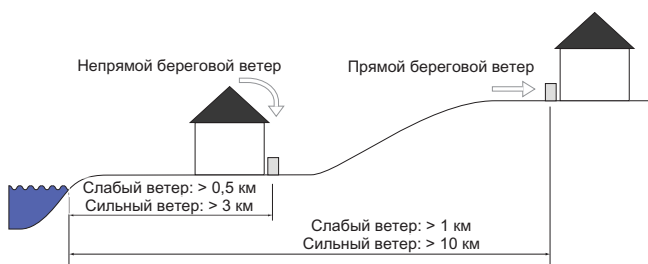 Непрямой береговой ветер
Прямой береговой ветер
Слабый ветер: > 0,5 км
Сильный ветер: > 3 км
Слабый ветер: > 1 км
Сильный ветер: > 10 км